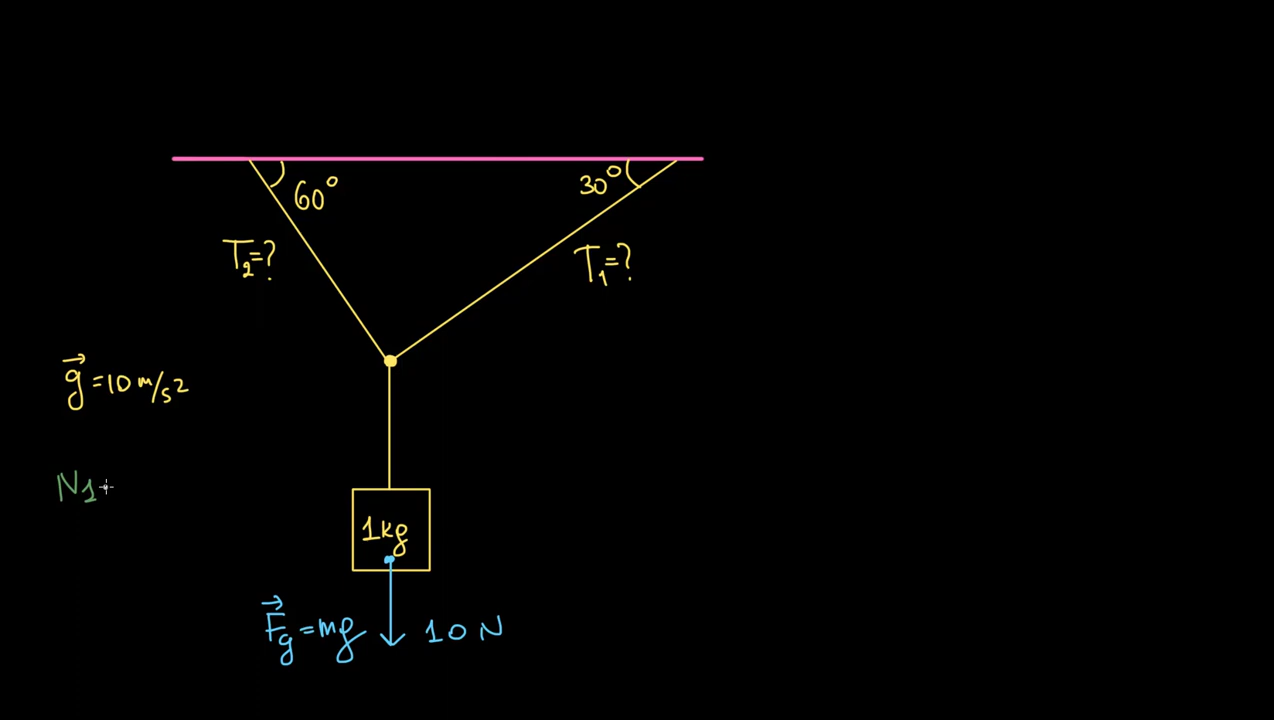 60°
30°
T₂=?
T₁=?
g⃗ =10 m/s2
N1
1kg
F⃗g =mg
10 N